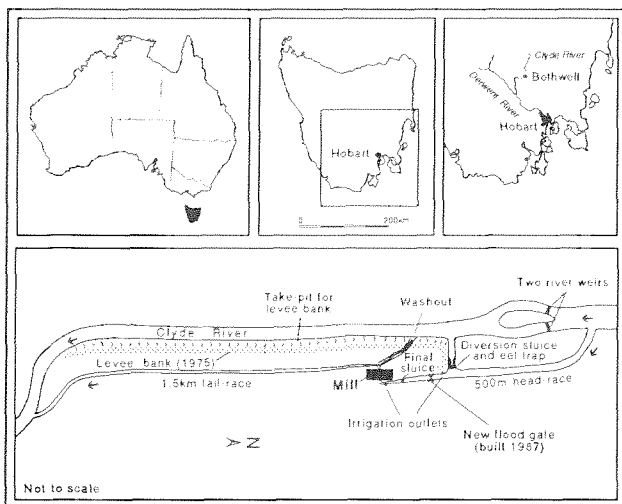 Hobart
0
200km
Clyde River
Bothwell
Derwent River
Hobart
Two river weirs
Washout
Take-pit for
levee bank
Clyde River
Diversion sluice
and eel trap
Final
sluice
Levee bank (1975)
1.5km tail-race
Mill
500m head-race
Irrigation outlets
New flood gate
(built 1987)
N
Not to scale